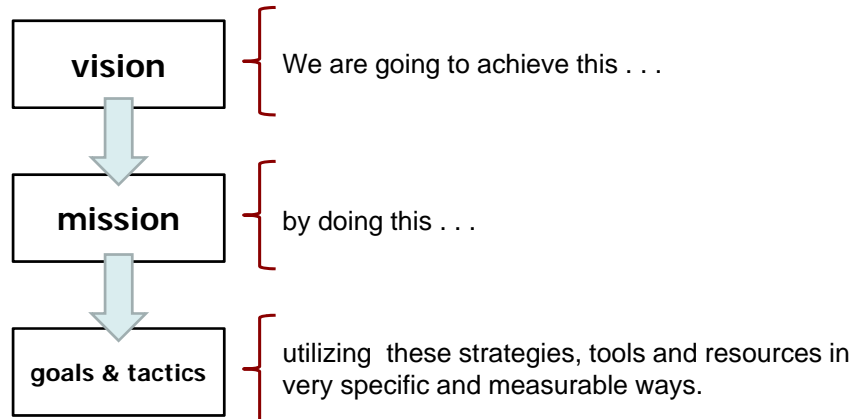 vision
We are going to achieve this . . .
mission
by doing this . . .
goals & tactics
utilizing  these strategies, tools and resources in
very specific and measurable ways.